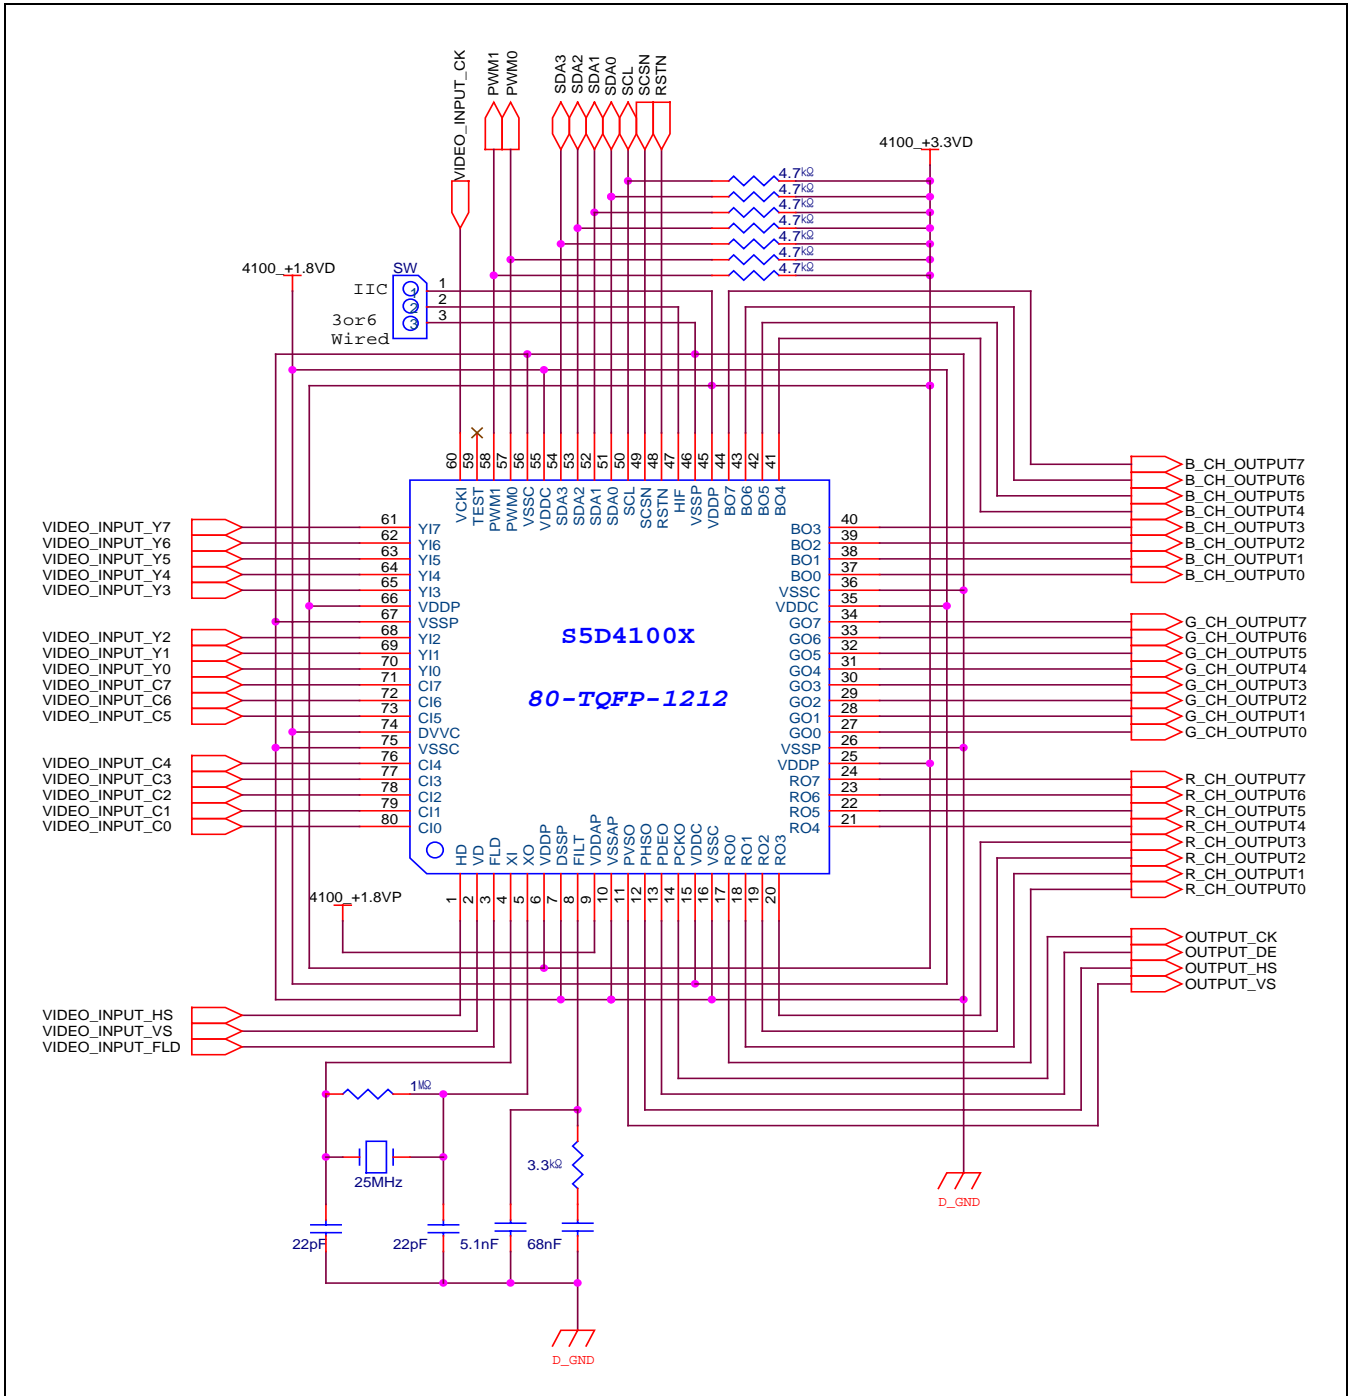 VIDEO_INPUT_CK
PWM1
PWM0
SDA3
SDA2
SDA1
SDA0
SCL
SCSN
RSTN
4100_+3.3VD
4.7kΩ
4.7kΩ
4.7kΩ
4.7kΩ
4.7kΩ
4.7kΩ
4.7kΩ
4100_+1.8VD
SW
IIC
3or6
Wired
1
2
3
1
2
3
60
59
58
57
56
55
54
53
52
51
50
49
48
47
46
45
44
43
42
41
VCKI
TEST
PWM1
PWM0
VSSC
VDDC
SDA3
SDA2
SDA1
SDA0
SCL
SCSN
RSTN
HIF
VSSP
VDDP
BO7
BO6
BO5
BO4
VIDEO_INPUT_Y7
VIDEO_INPUT_Y6
VIDEO_INPUT_Y5
VIDEO_INPUT_Y4
VIDEO_INPUT_Y3
VIDEO_INPUT_Y2
VIDEO_INPUT_Y1
VIDEO_INPUT_Y0
VIDEO_INPUT_C7
VIDEO_INPUT_C6
VIDEO_INPUT_C5
VIDEO_INPUT_C4
VIDEO_INPUT_C3
VIDEO_INPUT_C2
VIDEO_INPUT_C1
VIDEO_INPUT_C0
61 YI7
62 YI6
63 YI5
64 YI4
65 YI3
66 VDDP
67 VSSP
68 YI2
69 YI1
70 YI0
71 CI7
72 CI6
73 CI5
74 DVVC
75 VSSC
76 CI4
77 CI3
78 CI2
79 CI1
80 CI0
S5D4100X
80-TQFP-1212
BO3 40
BO2 39
BO1 38
BO0 37
VSSC 36
VDDC 35
GO7 34
GO6 33
GO5 32
GO4 31
GO3 30
GO2 29
GO1 28
GO0 27
VSSP 26
VDDP 25
RO7 24
RO6 23
RO5 22
RO4 21
B_CH_OUTPUT7
B_CH_OUTPUT6
B_CH_OUTPUT5
B_CH_OUTPUT4
B_CH_OUTPUT3
B_CH_OUTPUT2
B_CH_OUTPUT1
B_CH_OUTPUT0
G_CH_OUTPUT7
G_CH_OUTPUT6
G_CH_OUTPUT5
G_CH_OUTPUT4
G_CH_OUTPUT3
G_CH_OUTPUT2
G_CH_OUTPUT1
G_CH_OUTPUT0
R_CH_OUTPUT7
R_CH_OUTPUT6
R_CH_OUTPUT5
R_CH_OUTPUT4
R_CH_OUTPUT3
R_CH_OUTPUT2
R_CH_OUTPUT1
R_CH_OUTPUT0
HD
VD
FLD
XI
XO
VDDP
DSSP
FILT
VDDAP
VSSAP
PVSO
PHSO
PDEO
PCKO
VDDC
VSSC
RO0
RO1
RO2
RO3
1
2
3
4
5
6
7
8
9
10
11
12
13
14
15
16
17
18
19
20
4100_+1.8VP
OUTPUT_CK
OUTPUT_DE
OUTPUT_HS
OUTPUT_VS
VIDEO_INPUT_HS
VIDEO_INPUT_VS
VIDEO_INPUT_FLD
1MΩ
25MHz
3.3kΩ
22pF
22pF
5.1nF
68nF
D_GND
D_GND